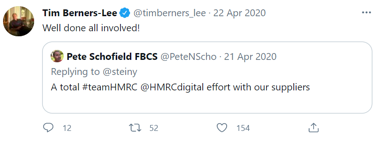 Tim Berners-Lee @timberners_lee · 22 Apr 2020
Well done all involved!
Pete Schofield FBCS @PeteNScho · 21 Apr 2020
Replying to @steiny
A total #teamHMRC @HMRCdigital effort with our suppliers
12 52 154